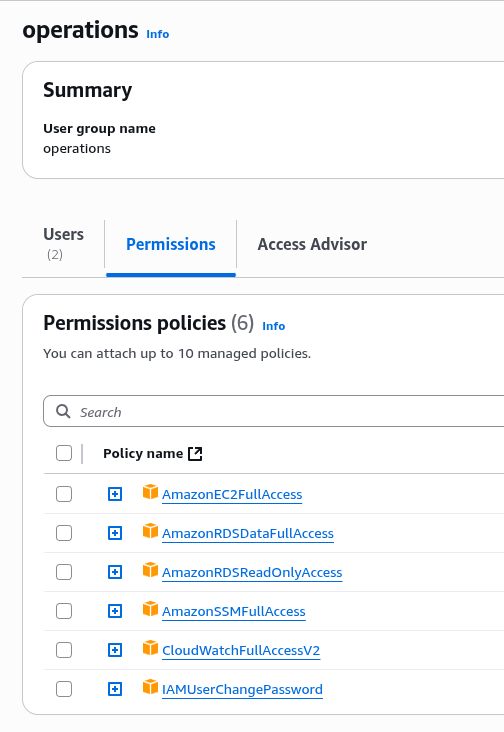 operations Info
Summary
User group name
operations
Users
(2)
Permissions
Access Advisor
Permissions policies (6) Info
You can attach up to 10 managed policies.
Search
Policy name
AmazonEC2FullAccess
AmazonRDSDataFullAccess
AmazonRDSReadOnlyAccess
AmazonSSMFullAccess
CloudWatchFullAccessV2
IAMUserChangePassword